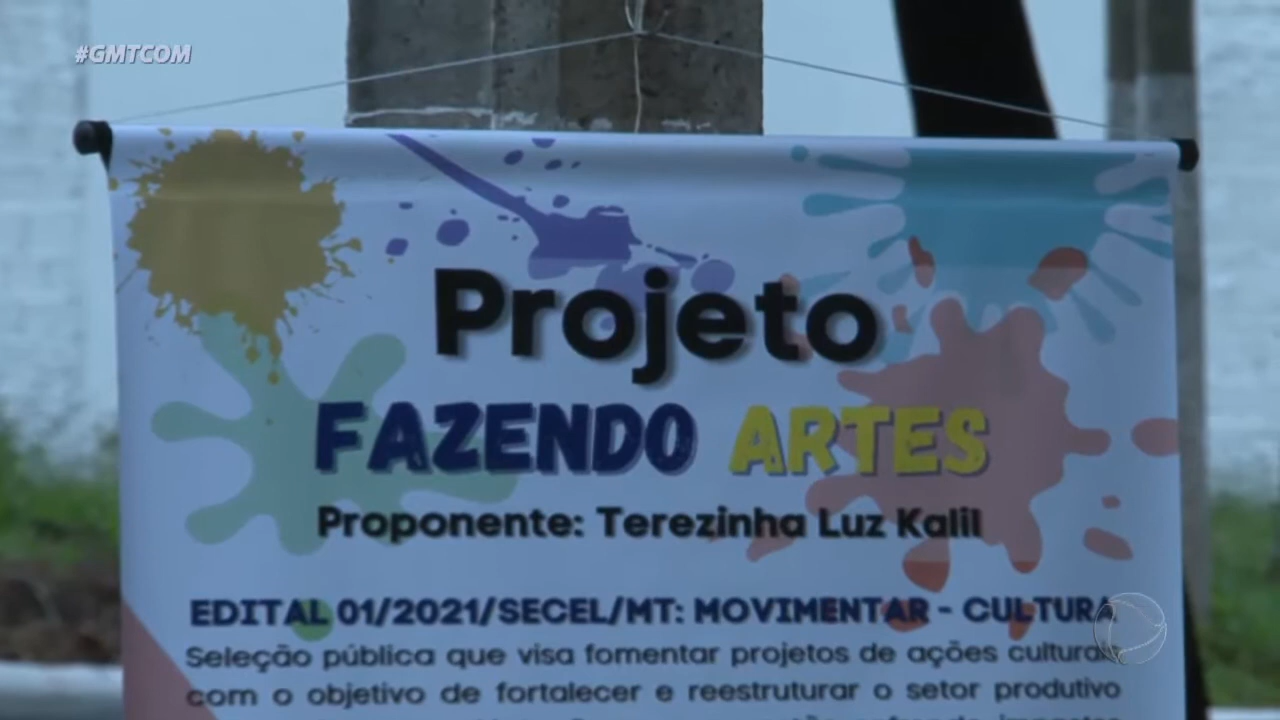 #GMTCOM
Projeto
FAZENDO ARTES
Proponente: Terezinha Luz Kalil
EDITAL 01/2021/SECEL/MT: MOVIMENTAR - CULTURA
Seleção pública que visa fomentar projetos de ações culturais
com o objetivo de fortalecer e reestruturar o setor produtivo